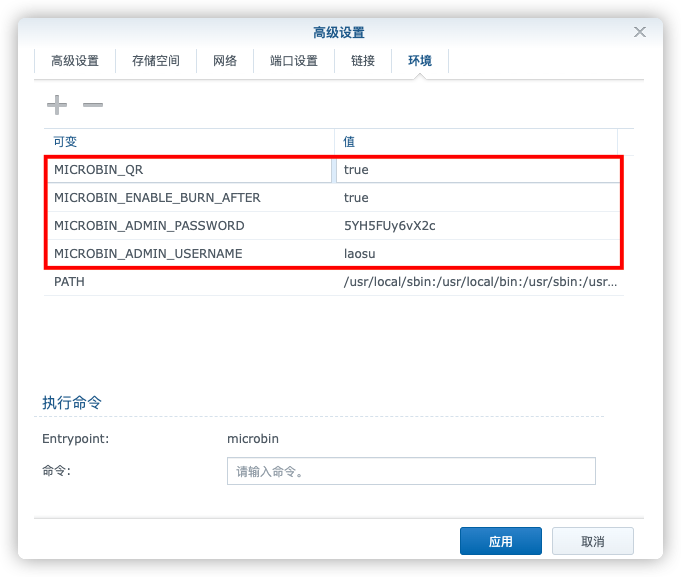 高级设置
高级设置 存储空间 网络 端口设置 链接 环境
可变 值
MICROBIN_QR true
MICROBIN_ENABLE_BURN_AFTER true
MICROBIN_ADMIN_PASSWORD 5YH5FUy6vX2c
MICROBIN_ADMIN_USERNAME laosu
PATH /usr/local/sbin:/usr/local/bin:/usr/sbin:/usr...
执行命令
Entrypoint: microbin
命令: 请输入命令。
应用 取消